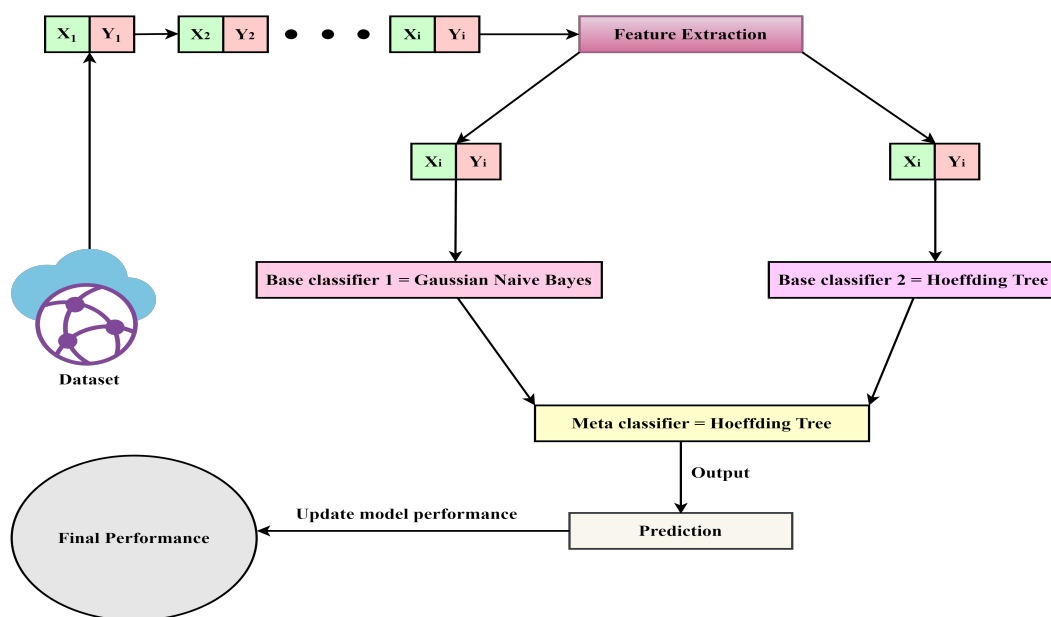 X₁ Y₁ X₂ Y₂ Xᵢ Yᵢ Feature Extraction
Xᵢ Yᵢ Xᵢ Yᵢ
Base classifier 1 = Gaussian Naive Bayes
Base classifier 2 = Hoeffding Tree
Dataset
Meta classifier = Hoeffding Tree
Output
Update model performance
Prediction
Final Performance